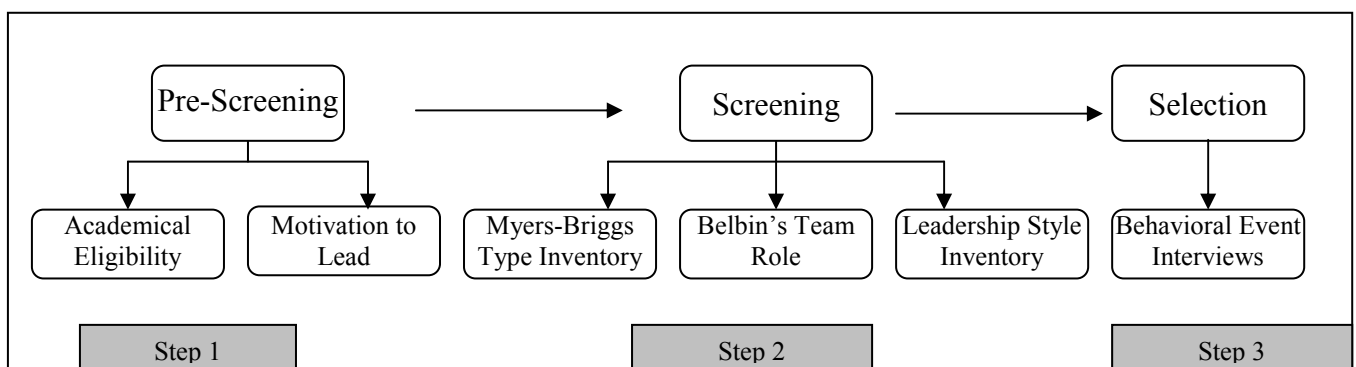 Pre-Screening
Screening
Selection
Academical
Eligibility
Motivation to
Lead
Myers-Briggs
Type Inventory
Belbin’s Team
Role
Leadership Style
Inventory
Behavioral Event
Interviews
Step 1
Step 2
Step 3